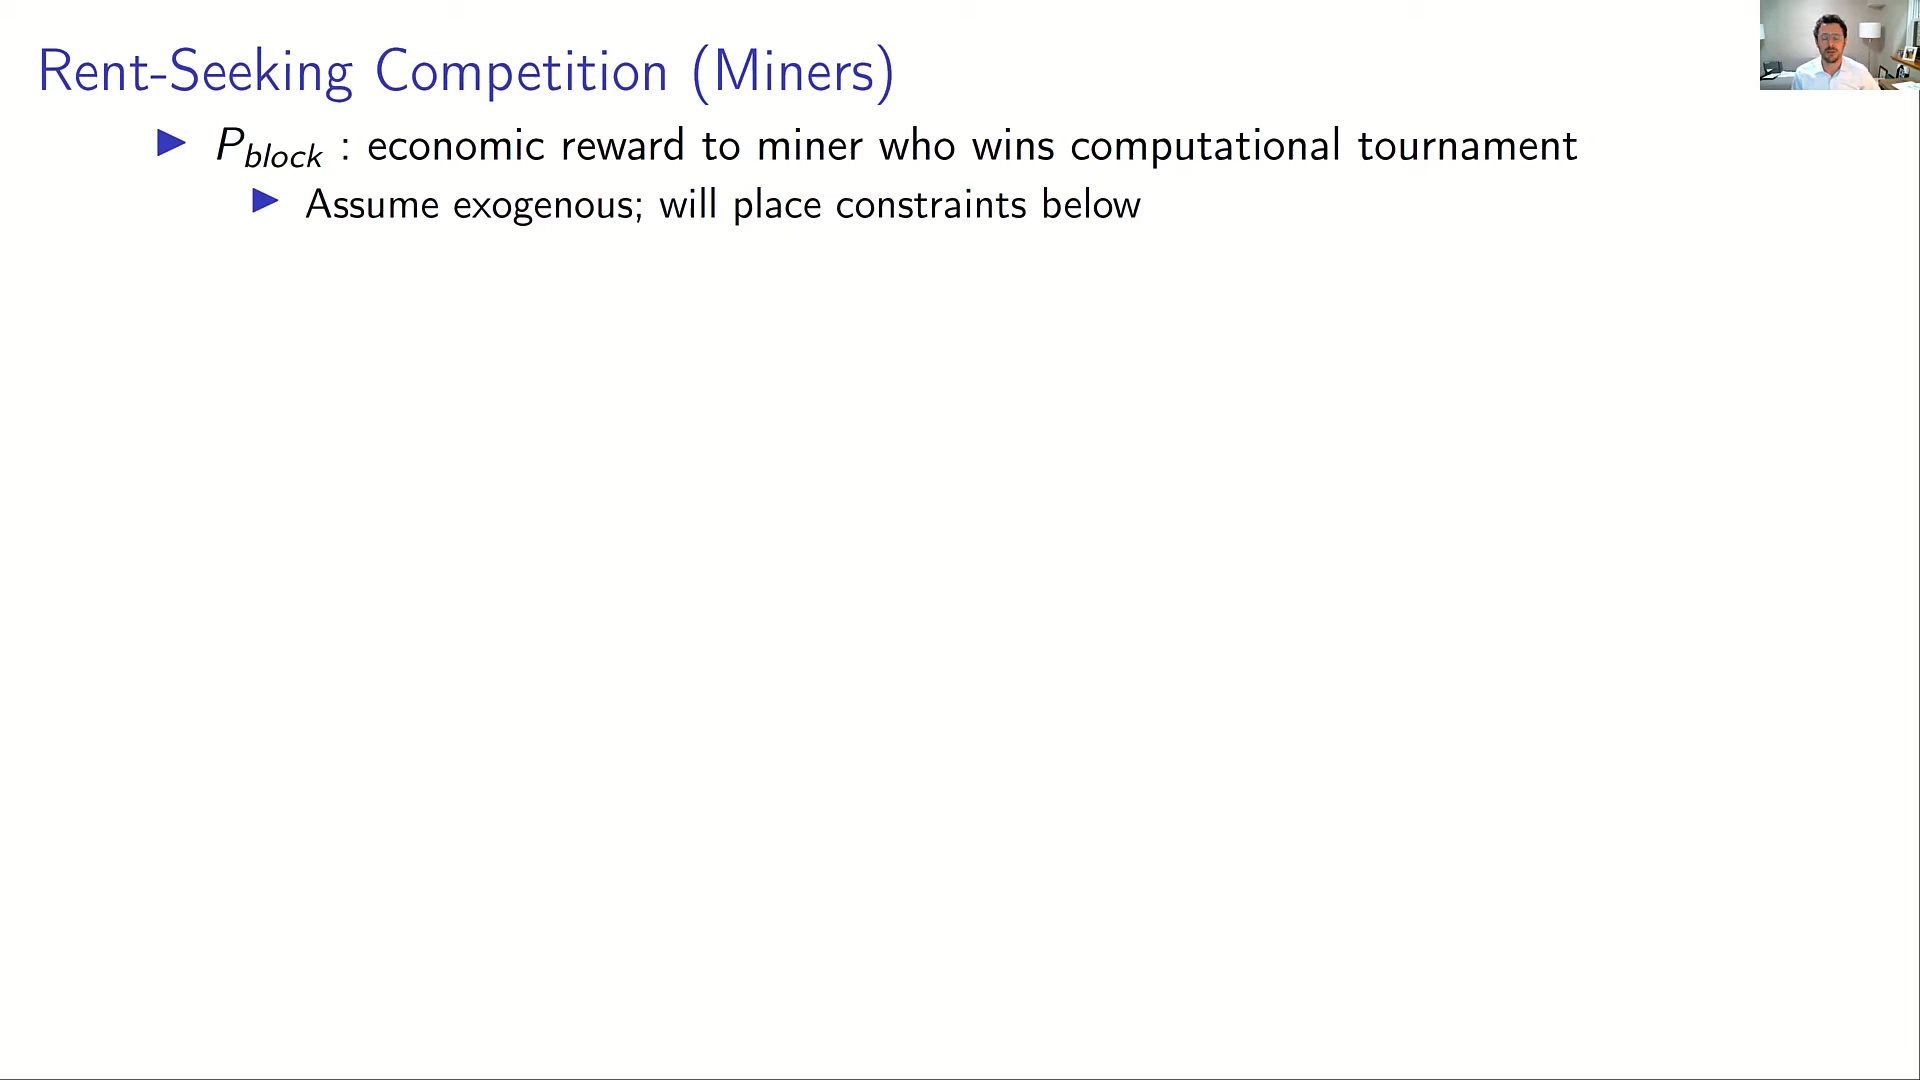 Rent-Seeking Competition (Miners)
▶ P_block : economic reward to miner who wins computational tournament
▶ Assume exogenous; will place constraints below